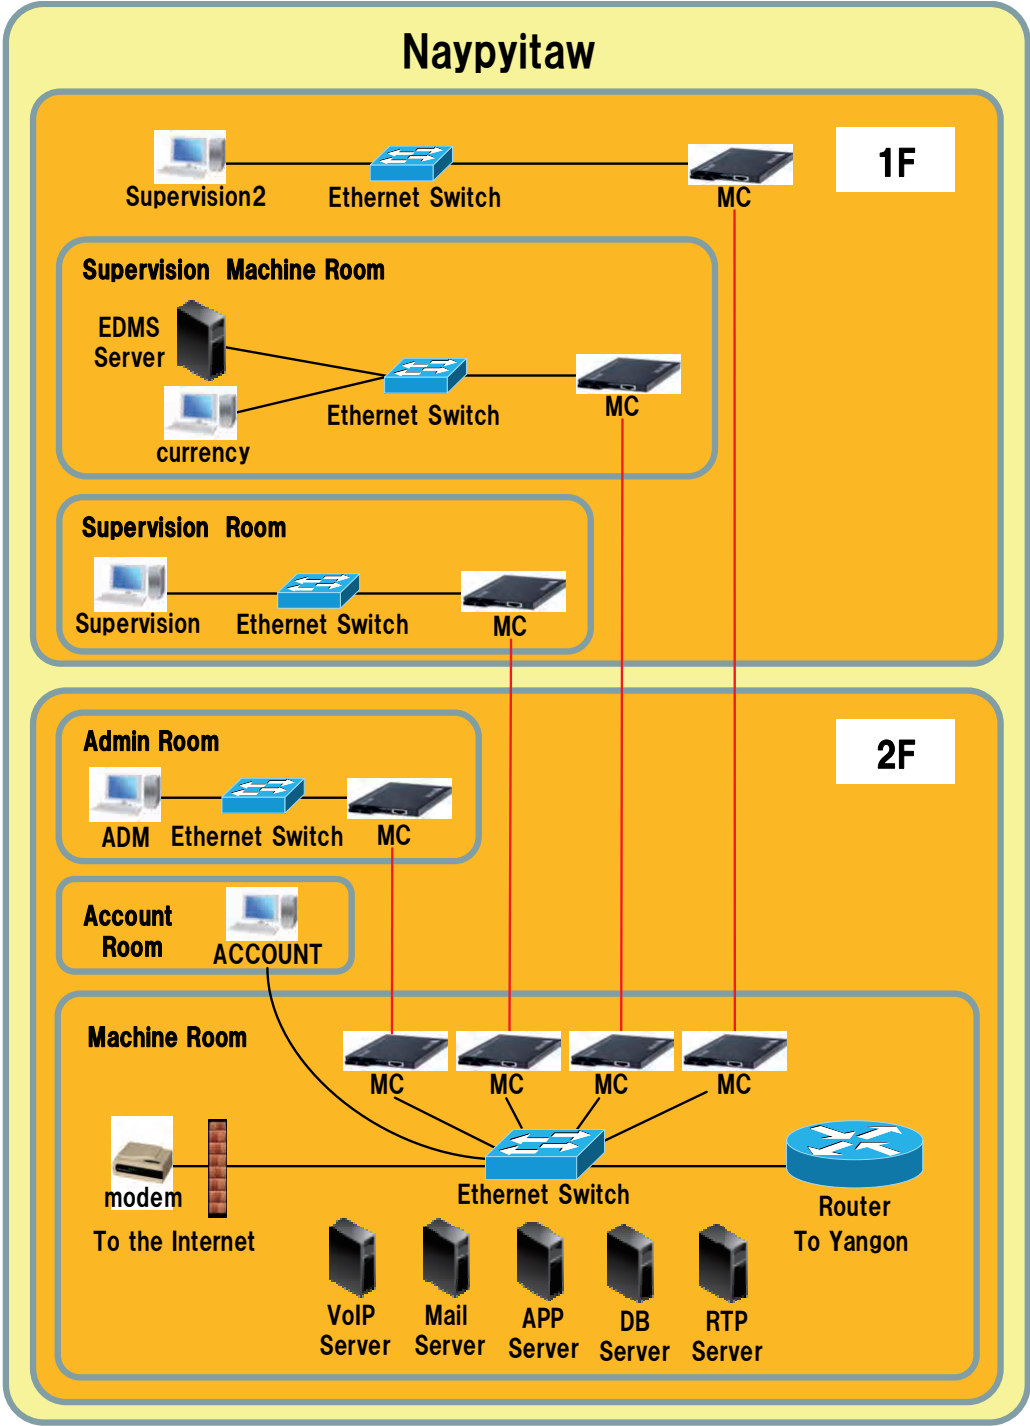 Naypyitaw
1F
Supervision2
Ethernet Switch
MC
Supervision Machine Room
EDMS
Server
currency
Ethernet Switch
MC
Supervision Room
Supervision
Ethernet Switch
MC
2F
Admin Room
ADM
Ethernet Switch
MC
Account
Room
ACCOUNT
Machine Room
MC
MC
MC
MC
modem
To the Internet
Ethernet Switch
Router
To Yangon
VoIP
Server
Mail
Server
APP
Server
DB
Server
RTP
Server